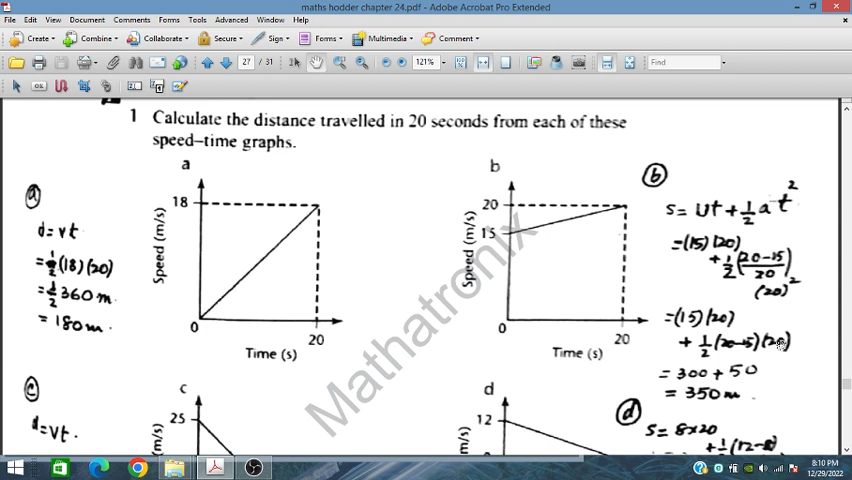 maths hodder chapter 24.pdf - Adobe Acrobat Pro Extended
File Edit View Document Comments Forms Tools Advanced Window Help
Create Combine Collaborate Secure Sign Forms Multimedia Comment
27 / 31 121% Find
1 Calculate the distance travelled in 20 seconds from each of these
speed–time graphs.
a
18
Speed (m/s)
0
20
Time (s)
b
20
15
Speed (m/s)
0
20
Time (s)
(a)
d = vt
= ½ (18)(20)
= ½ 360 m
= 180 m.
(b)
s = ut + ½ a t²
= (15)(20)
+ ½ (20-15)/20
(20)²
= (15)(20)
+ ½ (20-15)(20)
= 300 + 50
= 350 m
Mathatronix
(c)
d = vt.
c
25
(m/s)
d
12
(m/s)
(d)
s = 8x20
+ ½ (12-8)
8:10 PM
12/29/2022